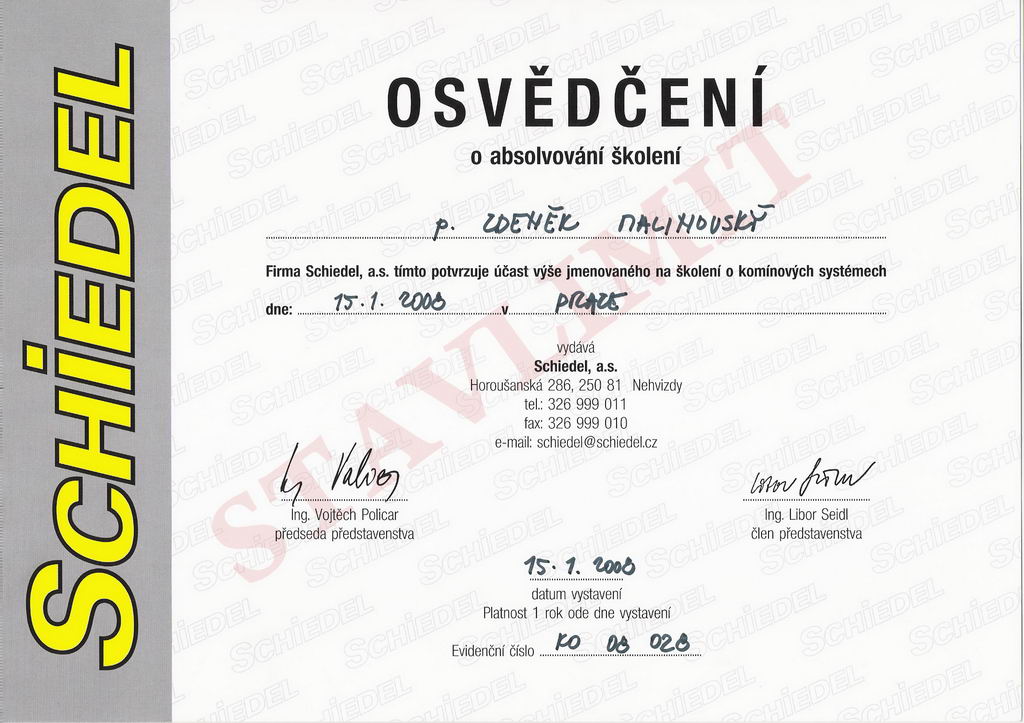 SCHiEDEL
OSVĚDČENÍ
o absolvování školení
p. ZDENĚK MALINOVSKÝ
Firma Schiedel, a.s. tímto potvrzuje účast výše jmenovaného na školení o komínových systémech
dne: 15.1. 2008 v PRAZE
vydává
Schiedel, a.s.
Horoušanská 286, 250 81 Nehvizdy
tel.: 326 999 011
fax: 326 999 010
e-mail: schiedel@schiedel.cz
STAVLIMIT
Ing. Vojtěch Policar
předseda představenstva
Ing. Libor Seidl
člen představenstva
15. 1. 2008
datum vystavení
Platnost 1 rok ode dne vystavení
Evidenční číslo KO 08 028